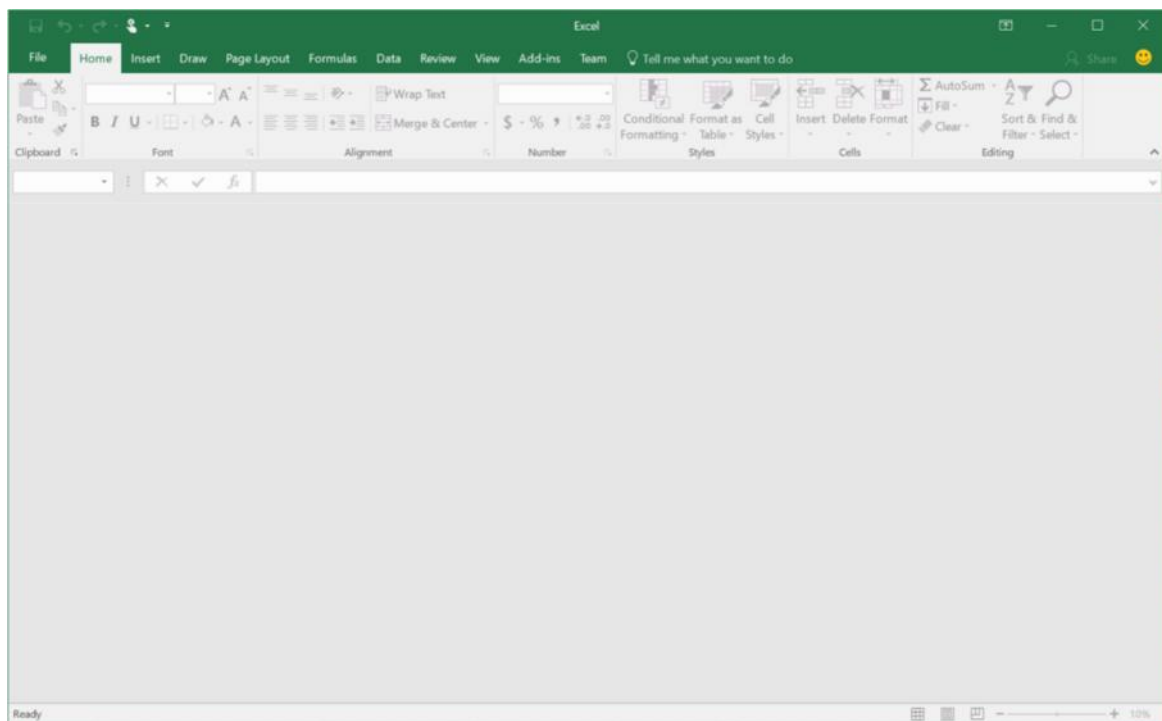 Excel
File Home Insert Draw Page Layout Formulas Data Review View Add-ins Team Tell me what you want to do Share
Paste
Clipboard
A A
B I U A
Font
Wrap Text
Merge & Center
Alignment
$ % ,
Number
Conditional
Formatting
Format as
Table
Cell
Styles
Styles
Insert Delete Format
Cells
AutoSum
Fill
Clear
Sort &
Filter
Find &
Select
Editing
fx
Ready
10%